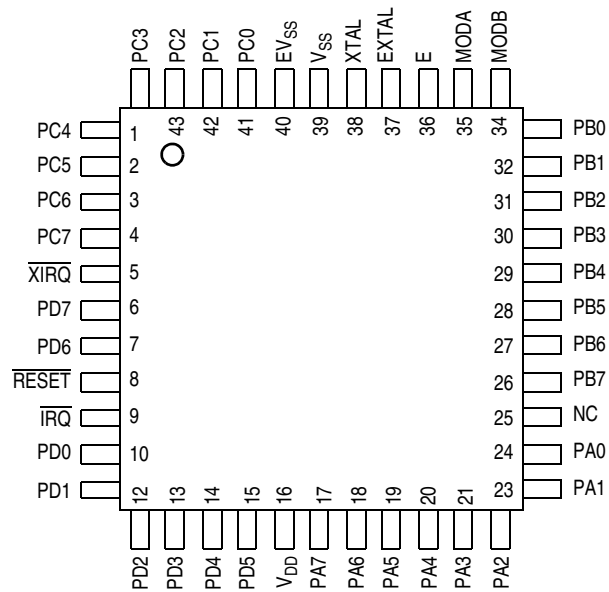 PC3 PC2 PC1 PC0 EVSS VSS XTAL EXTAL E MODA MODB
43 42 41 40 39 38 37 36 35 34
PC4 1 PB0
PC5 2 32 PB1
PC6 3 31 PB2
PC7 4 30 PB3
XIRQ 5 29 PB4
PD7 6 28 PB5
PD6 7 27 PB6
RESET 8 26 PB7
IRQ 9 25 NC
PD0 10 24 PA0
PD1 23 PA1
12 13 14 15 16 17 18 19 20 21
PD2 PD3 PD4 PD5 VDD PA7 PA6 PA5 PA4 PA3 PA2